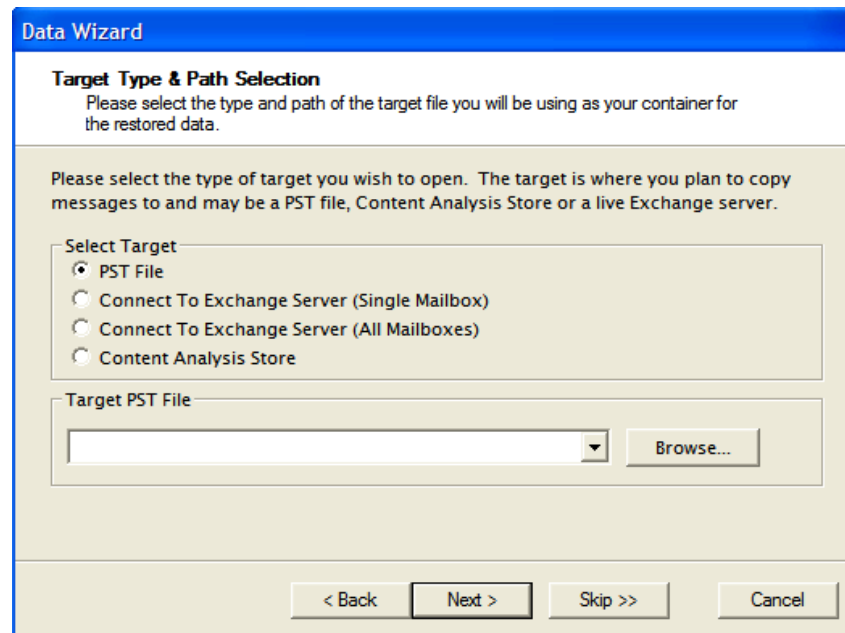 Data Wizard
Target Type & Path Selection
Please select the type and path of the target file you will be using as your container for
the restored data.
Please select the type of target you wish to open. The target is where you plan to copy
messages to and may be a PST file, Content Analysis Store or a live Exchange server.
Select Target
PST File
Connect To Exchange Server (Single Mailbox)
Connect To Exchange Server (All Mailboxes)
Content Analysis Store
Target PST File
Browse...
< Back Next > Skip >> Cancel